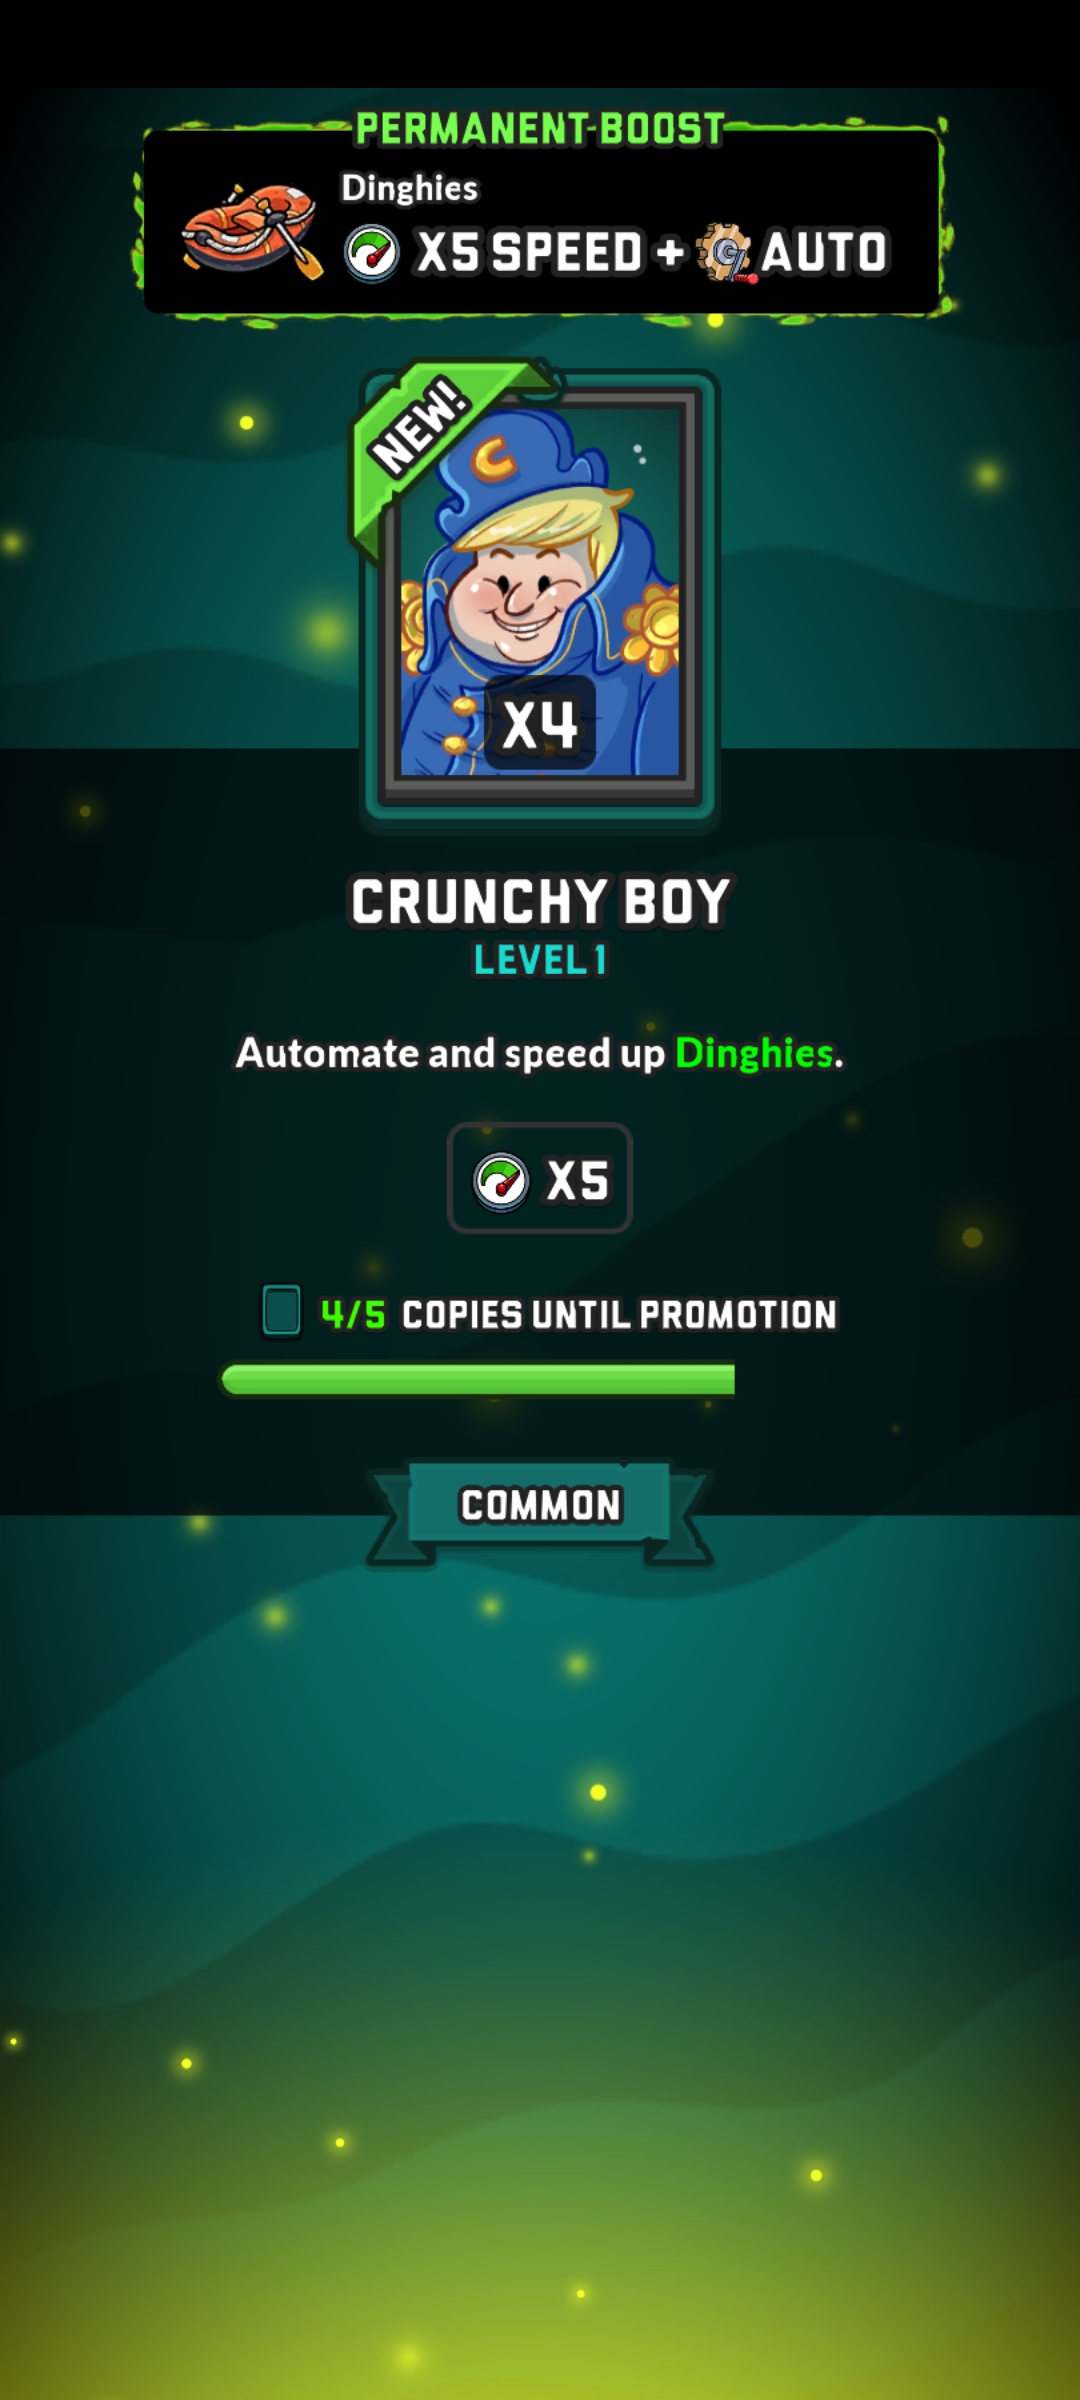 PERMANENT BOOST
Dinghies
X5 SPEED + AUTO
NEW!
C
X4
CRUNCHY BOY
LEVEL 1
Automate and speed up Dinghies.
X5
4/5 COPIES UNTIL PROMOTION
COMMON